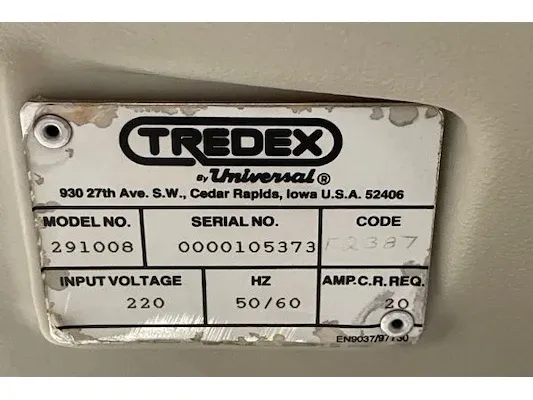 TREDEX
By Universal ®
930 27th Ave. S.W., Cedar Rapids, Iowa U.S.A. 52406
MODEL NO. SERIAL NO. CODE
291008 0000105373 F2387
INPUT VOLTAGE HZ AMP.C.R.REQ.
220 50/60 20